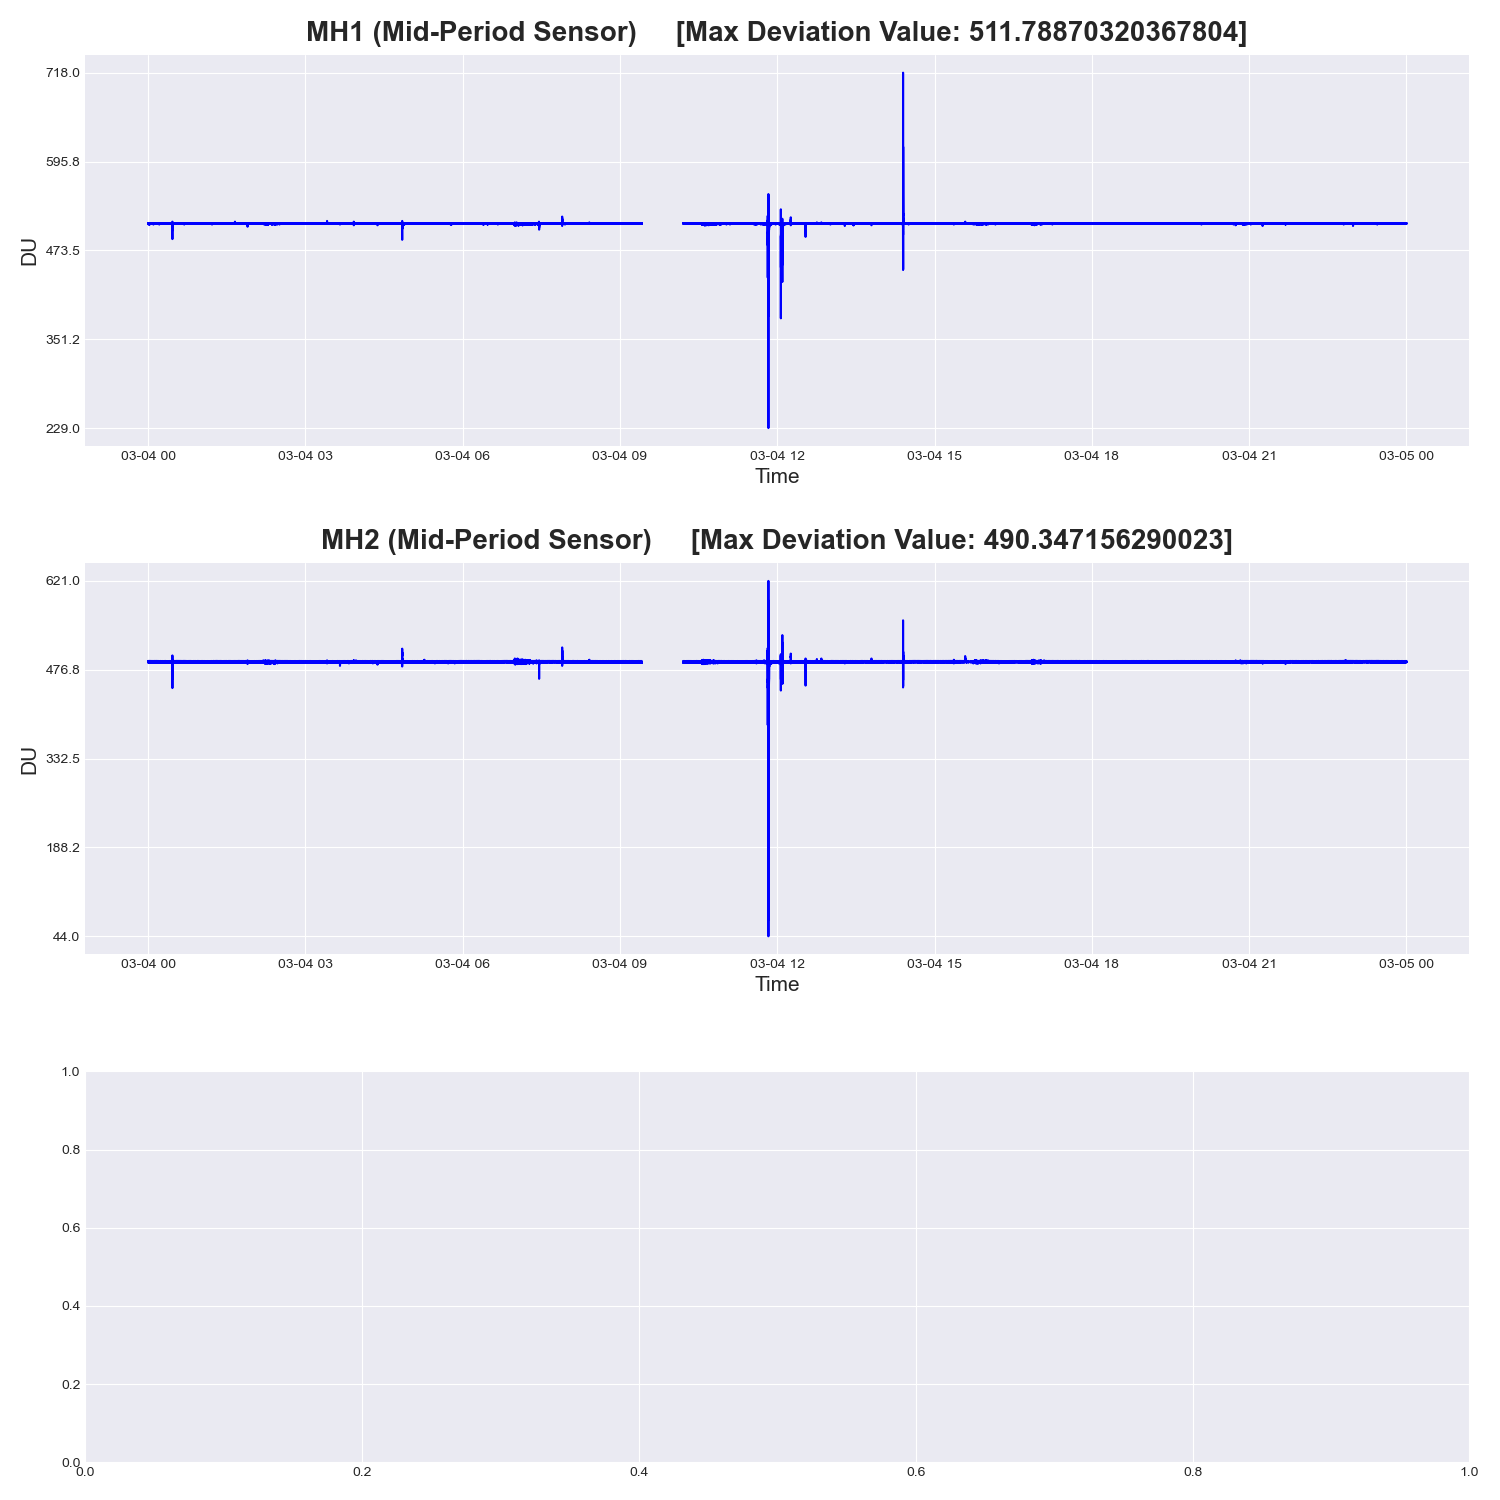 MH1 (Mid-Period Sensor) [Max Deviation Value: 511.78870320367804]
718.0
595.8
473.5
351.2
229.0
DU
03-04 00 03-04 03 03-04 06 03-04 09 03-04 12 03-04 15 03-04 18 03-04 21 03-05 00
Time
MH2 (Mid-Period Sensor) [Max Deviation Value: 490.347156290023]
621.0
476.8
332.5
188.2
44.0
DU
03-04 00 03-04 03 03-04 06 03-04 09 03-04 12 03-04 15 03-04 18 03-04 21 03-05 00
Time
1.0
0.8
0.6
0.4
0.2
0.0
0.0 0.2 0.4 0.6 0.8 1.0